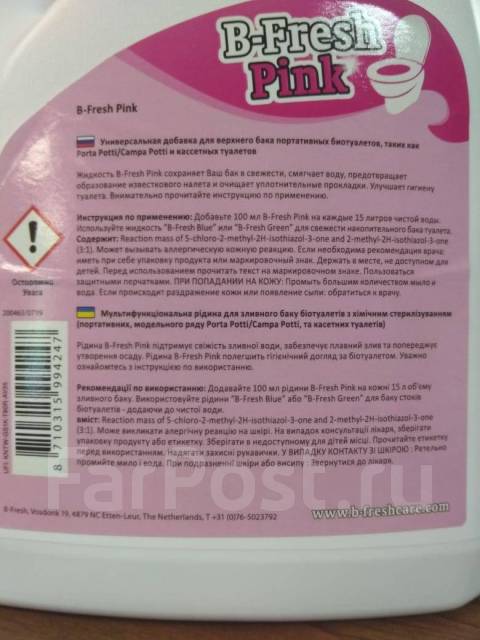 B-Fresh
Pink
B-Fresh Pink
Универсальная добавка для верхнего бака портативных биотуалетов, таких как
Porta Potti/Campa Potti и кассетных туалетов
Жидкость B-Fresh Pink сохраняет Ваш бак в свежести, смягчает воду, предотвращает
образование известкового налета и очищает уплотнительные прокладки. Улучшает гигиену
туалета. Внимательно прочитайте инструкцию по применению.
Инструкция по применению: Добавьте 100 мл B-Fresh Pink на каждые 15 литров чистой воды.
Используйте жидкость "B-Fresh Blue" или "B-Fresh Green" для свежести накопительного бака туалета.
Содержит: Reaction mass of 5-chloro-2-methyl-2H-isothiazol-3-one and 2-methyl-2H-isothiazol-3-one
(3:1). Может вызывать аллергическую кожную реакцию. Если необходима рекомендация врача:
иметь при себе упаковку продукта или маркировочный знак. Держать в месте, не доступном для
детей. Перед использованием прочитать текст на маркировочном знаке. Пользоваться
защитными перчатками. ПРИ ПОПАДАНИИ НА КОЖУ: Промыть большим количеством мыло и
вода. Если происходит раздражение кожи или появление сыпи: обратиться к врачу.
Осторожно
Увага
200463/0719
Мультифункціональна рідина для зливного баку біотуалетів з хімічним стерилізуванням
(портативних, модельного ряду Porta Potti/Campa Potti, та касетних туалетів)
Рідина B-Fresh Pink підтримує свіжість зливної води, забезпечує плавний злив та попереджує
утворення осаду. Рідина B-Fresh Pink полегшить гігієнічний догляд за біотуалетом. Уважно
ознайомтесь з інструкцією по використанню.
Рекомендації по використанню: Додавайте 100 мл рідини B-Fresh Pink на кожні 15 л об'єму
зливного баку. Використовуйте рідини "B-Fresh Blue" або "B-Fresh Green" для баку стоків
біотуалетів - додаючи до чистої води.
вміст: Reaction mass of 5-chloro-2-methyl-2H-isothiazol-3-one and 2-methyl-2H-isothiazol-3-one
(3:1). Може викликати алергічну реакцію на шкірі. Якщо ви на консультації лікаря, зберігати
упаковку продукту або етикетку. Зберігати в недоступному для дітей місці. Прочитайте етикетку
перед використанням. Надягати захисні рукавички. У ВИПАДКУ КОНТАКТУ ЗІ ШКІРОЮ : Ретельно
промийте мило і вода. При подразненні шкіри або висипу : Звернутися до лікаря.
8 710315 994247
FarPost.ru
B-Fresh, Vosdonk 19, 4879 NC Etten-Leur, The Netherlands, T +31 (0)76-5023792
www.b-freshcare.com